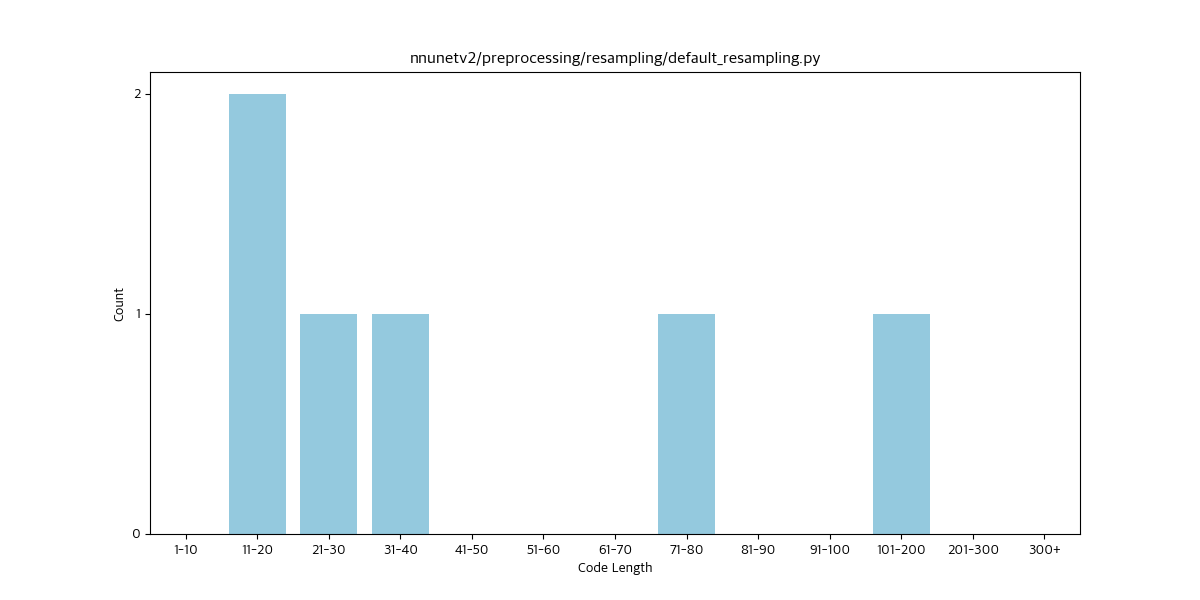 nnunetv2/preprocessing/resampling/default_resampling.py
2
1
0
Count
1-10 11-20 21-30 31-40 41-50 51-60 61-70 71-80 81-90 91-100 101-200 201-300 300+
Code Length